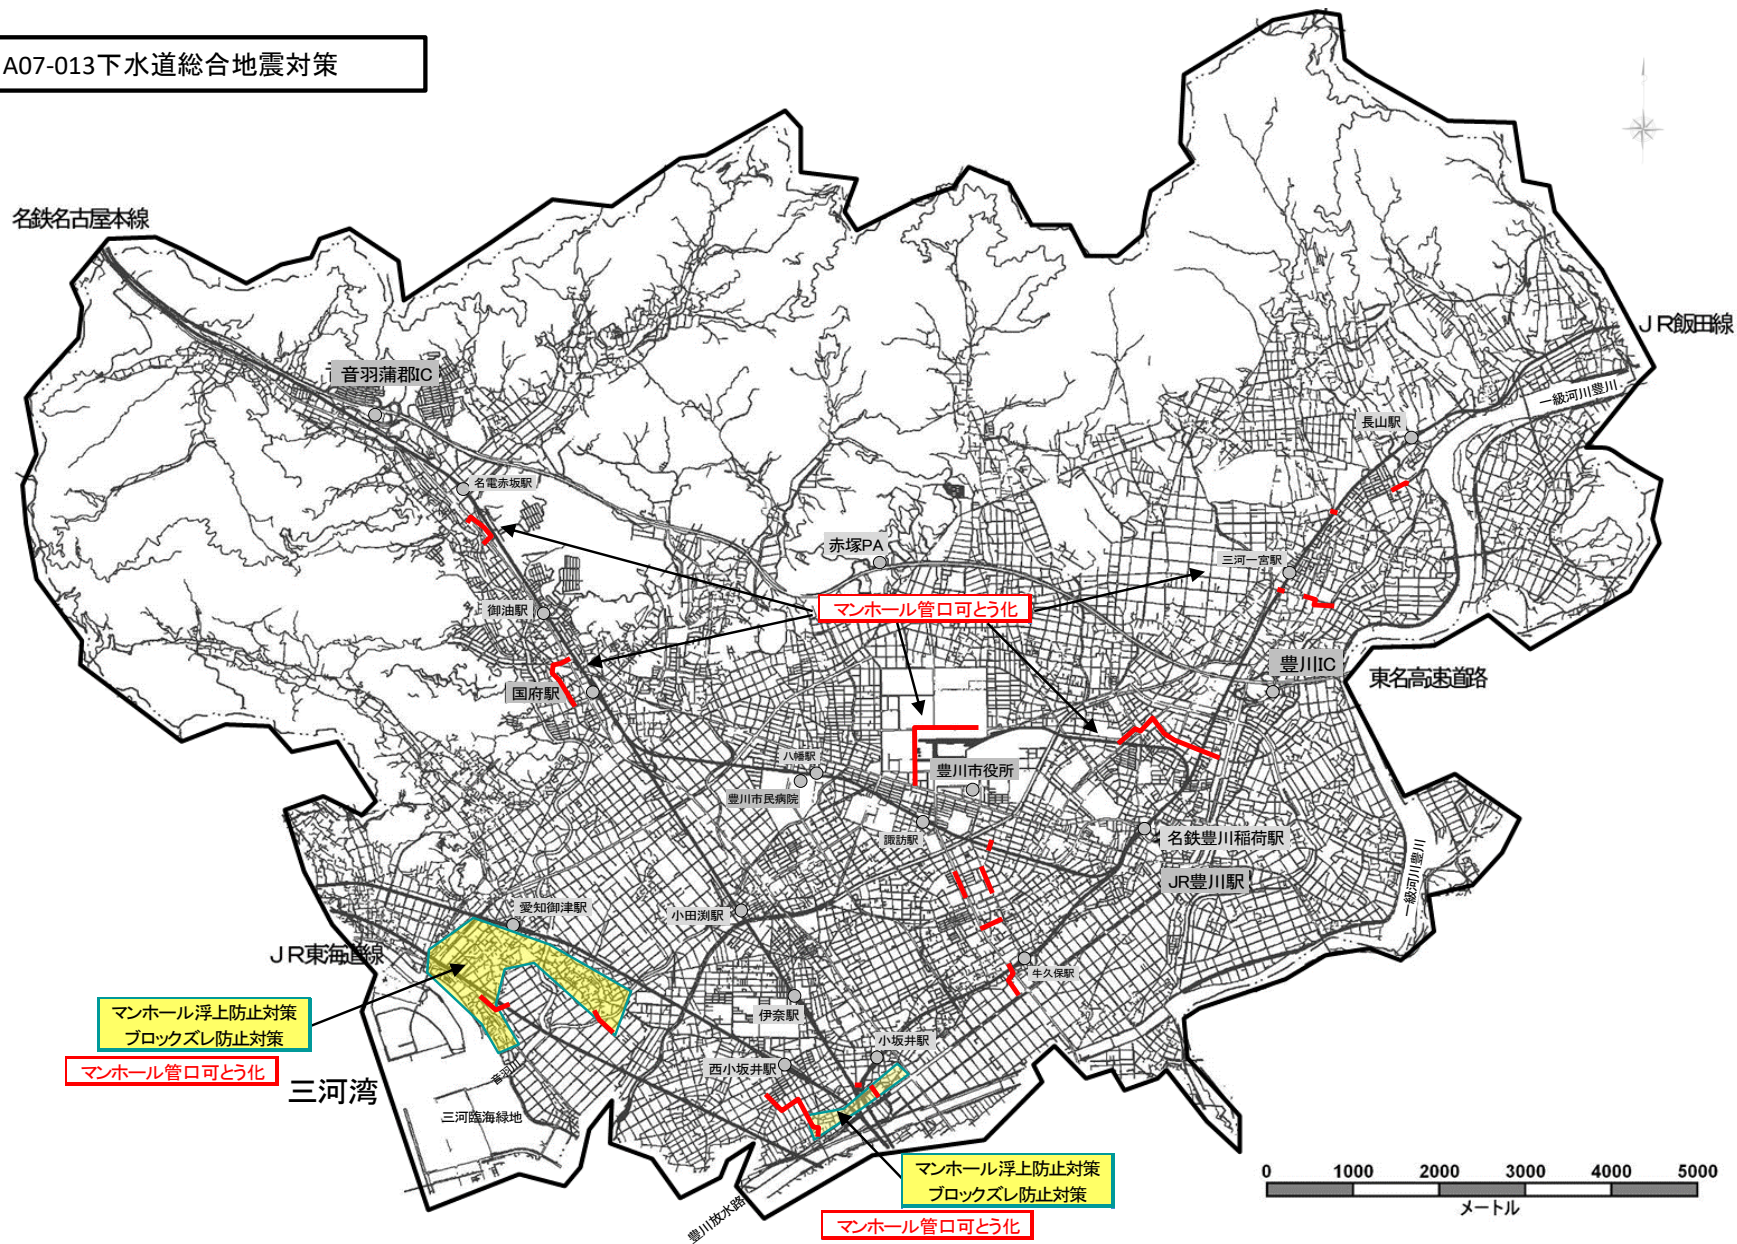 A07-013下水道総合地震対策
名鉄名古屋本線
JR飯田線
音羽蒲郡IC
一級河川豊川
長山駅
名電赤坂駅
赤塚PA
三河一宮駅
御油駅
マンホール管口可とう化
豊川IC
東名高速道路
国府駅
八幡駅
豊川市役所
豊川市民病院
諏訪駅
名鉄豊川稲荷駅
JR豊川駅
一級河川豊川
愛知御津駅
小田渕駅
JR東海道線
牛久保駅
マンホール浮上防止対策
ブロックズレ防止対策
伊奈駅
小坂井駅
マンホール管口可とう化
西小坂井駅
音羽川
三河湾
三河臨海緑地
マンホール浮上防止対策
ブロックズレ防止対策
豊川放水路
マンホール管口可とう化
0 1000 2000 3000 4000 5000
メートル